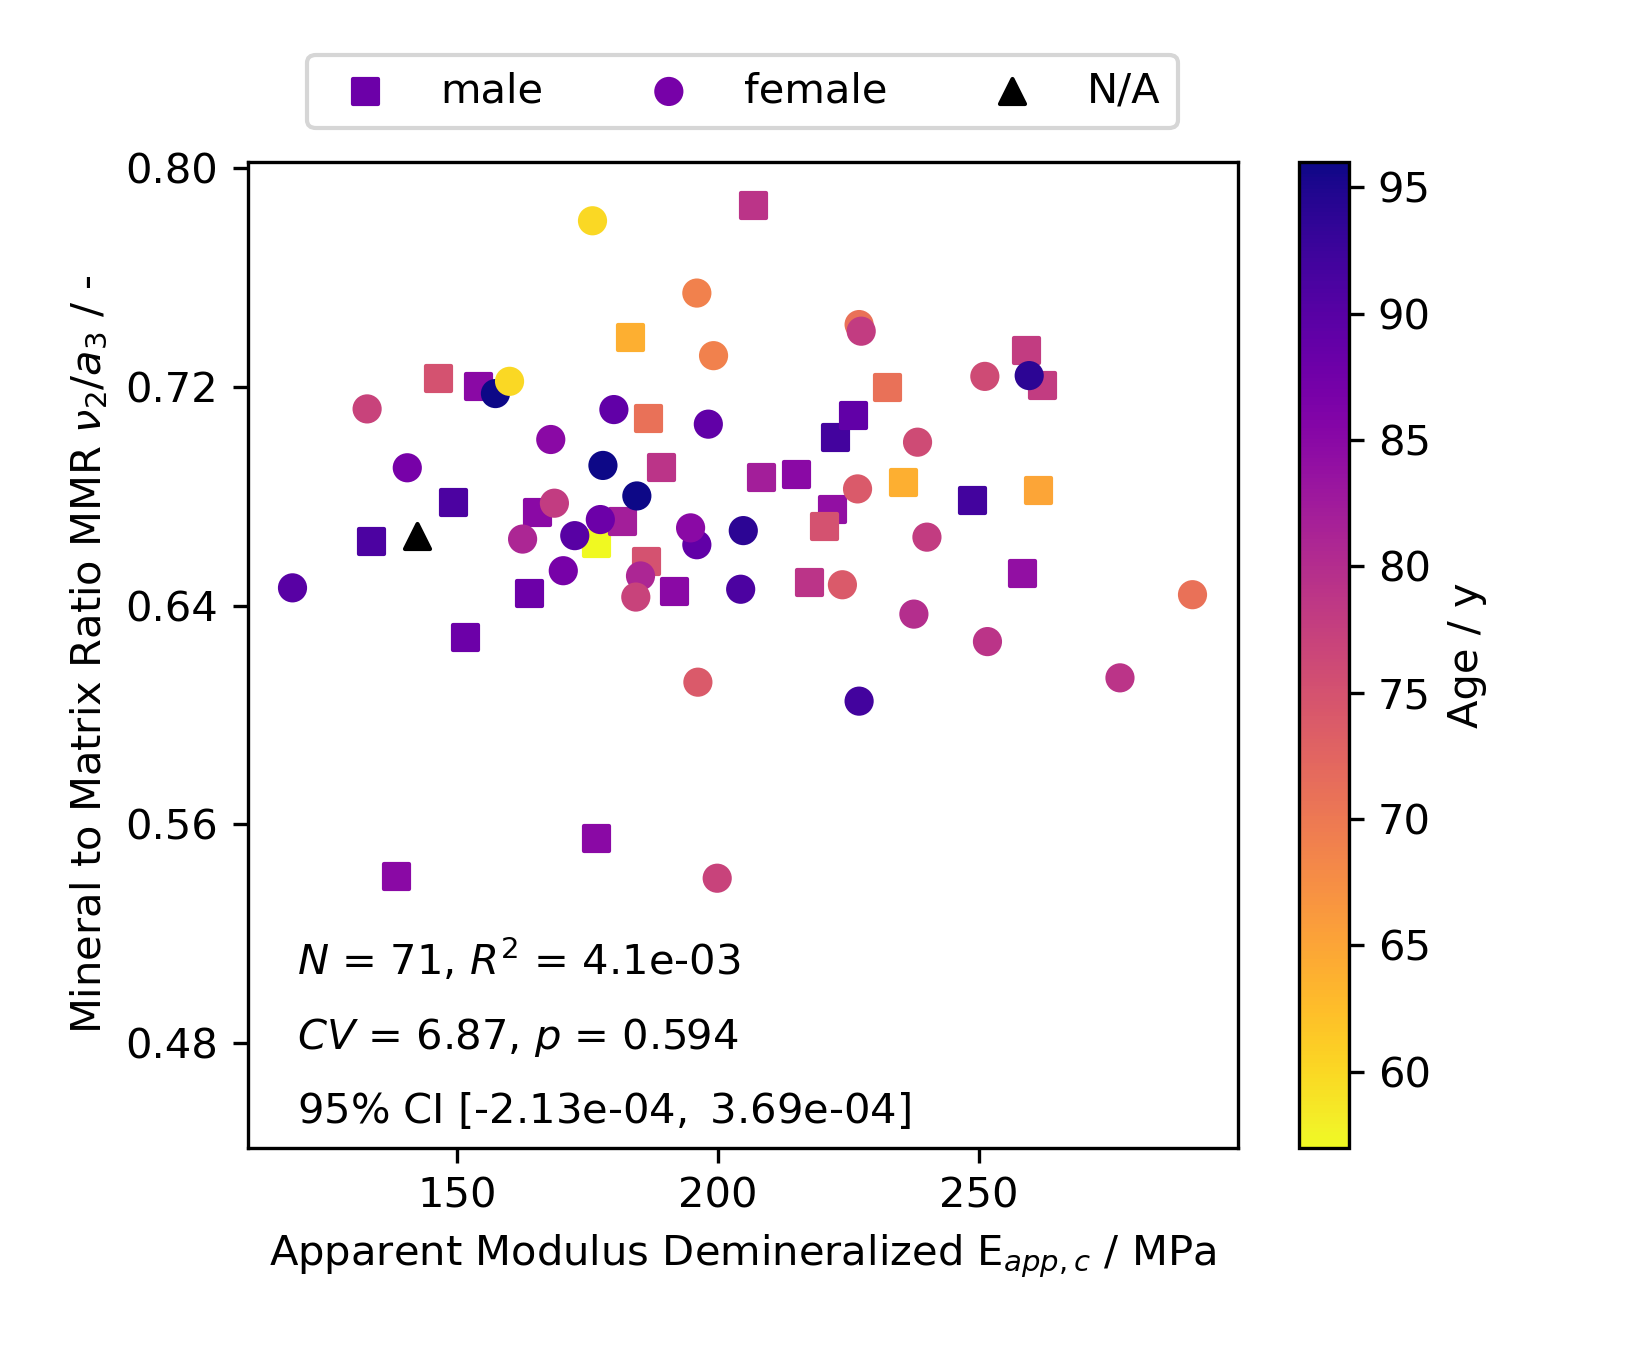 male female N/A
0.80
0.72
0.64
0.56
0.48
Mineral to Matrix Ratio MMR ν₂/a₃ / -
N = 71, R² = 4.1e-03
CV = 6.87, p = 0.594
95% CI [-2.13e-04, 3.69e-04]
150 200 250
Apparent Modulus Demineralized E_app,c / MPa
95
90
85
80
75
70
65
60
Age / y